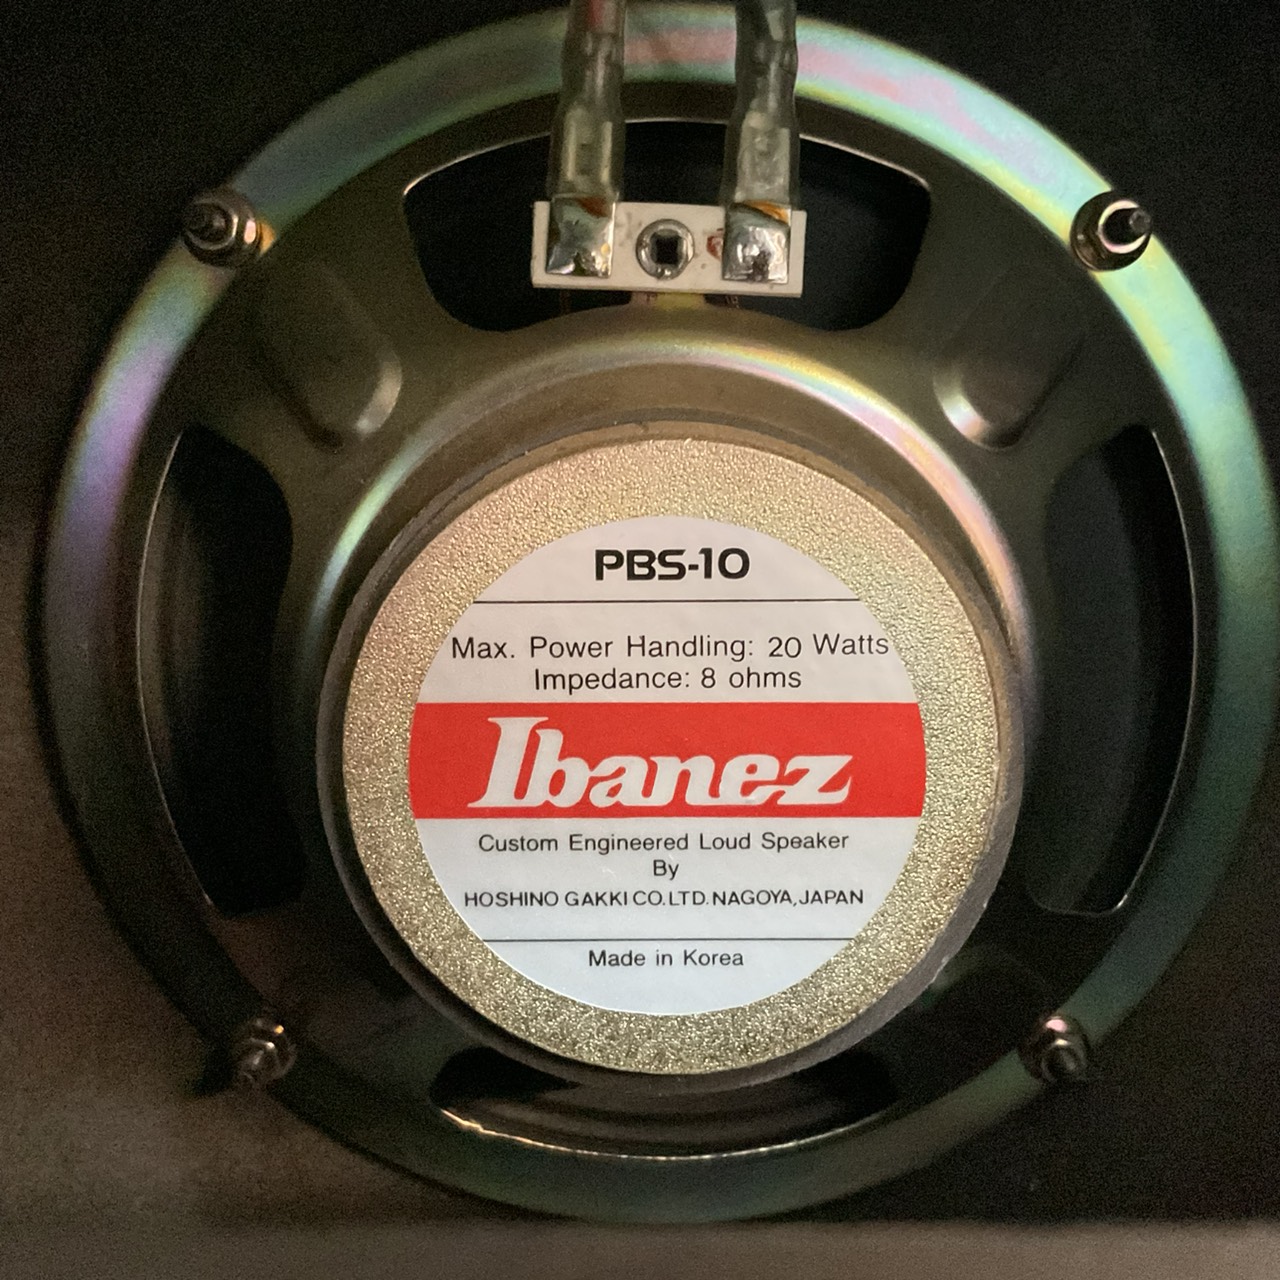 PBS-10
Max. Power Handling: 20 Watts
Impedance: 8 ohms
Ibanez
Custom Engineered Loud Speaker
By
HOSHINO GAKKI CO.LTD.NAGOYA,JAPAN
Made in Korea